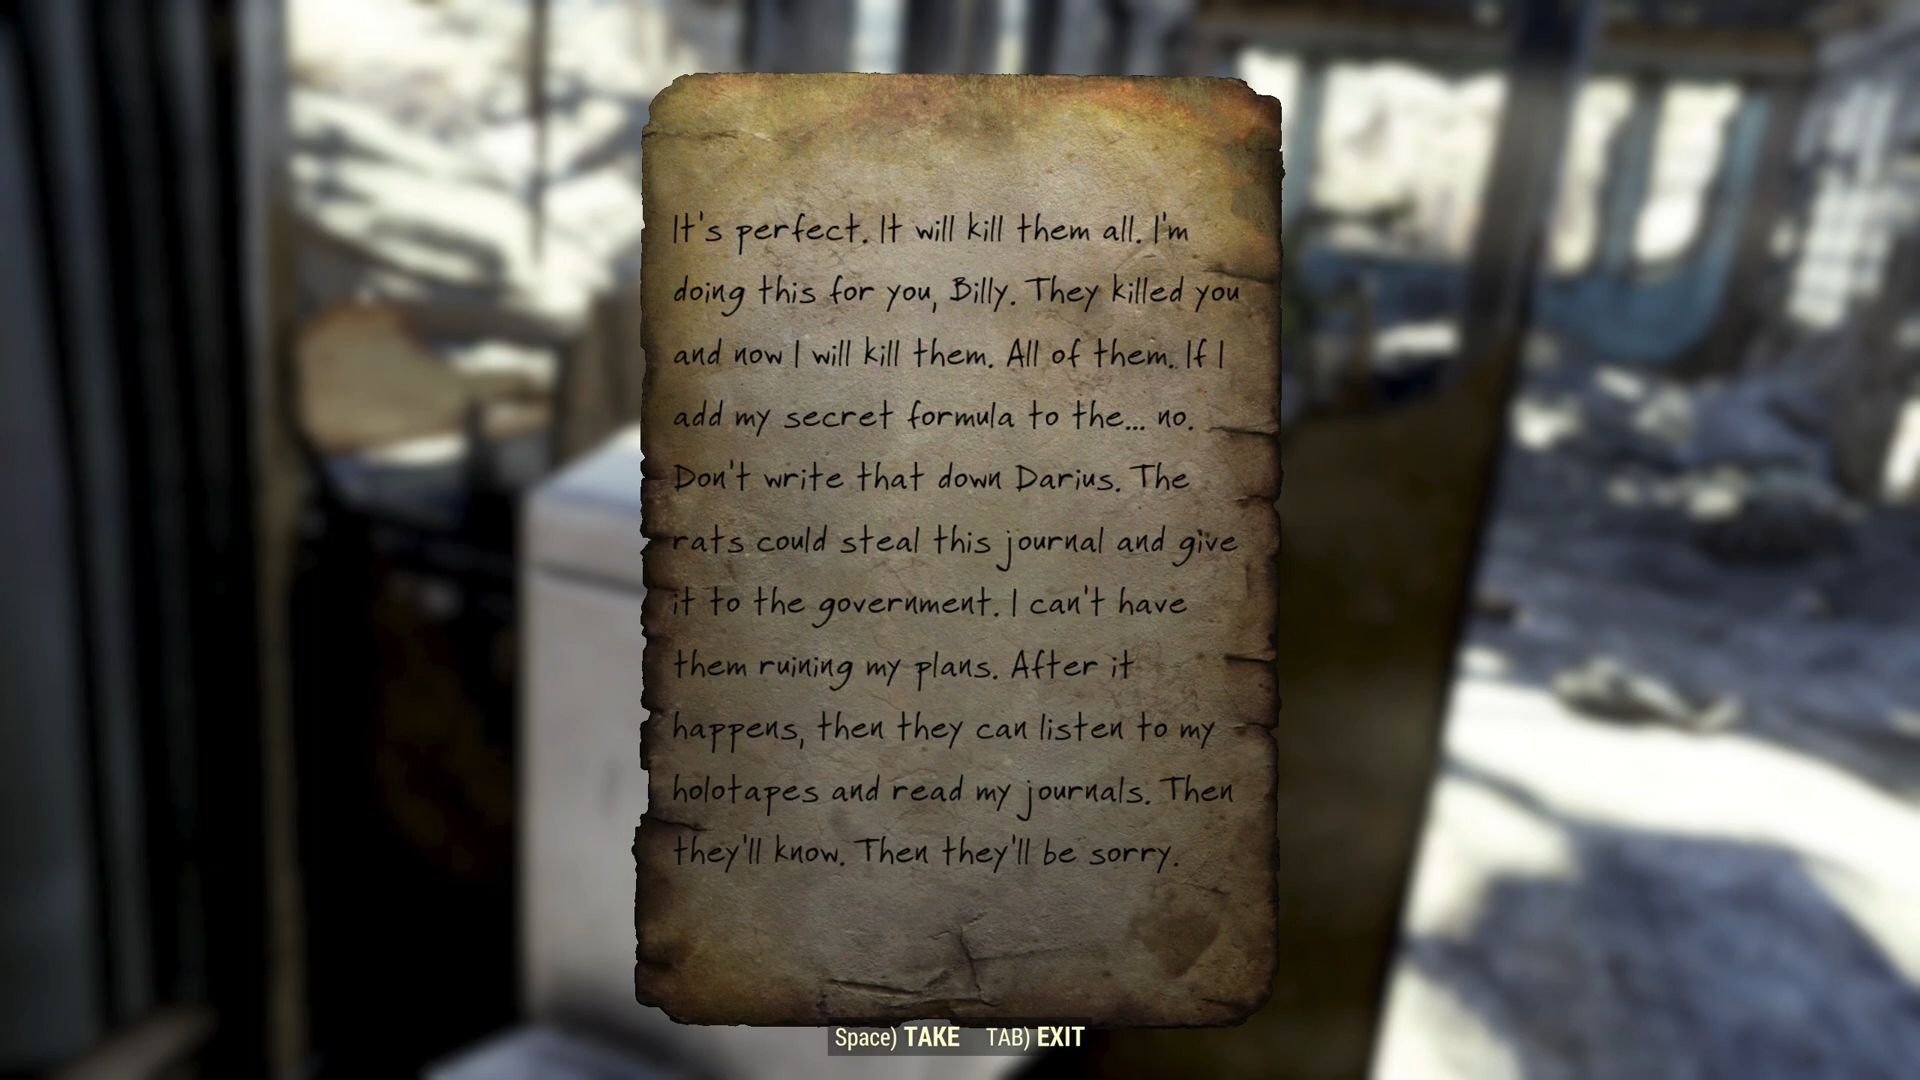 It's perfect. It will kill them all. I'm
doing this for you, Billy. They killed you
and now I will kill them. All of them. If I
add my secret formula to the... no.
Don't write that down Darius. The
rats could steal this journal and give
it to the government. I can't have
them ruining my plans. After it
happens, then they can listen to my
holotapes and read my journals. Then
they'll know. Then they'll be sorry.
Space) TAKE TAB) EXIT